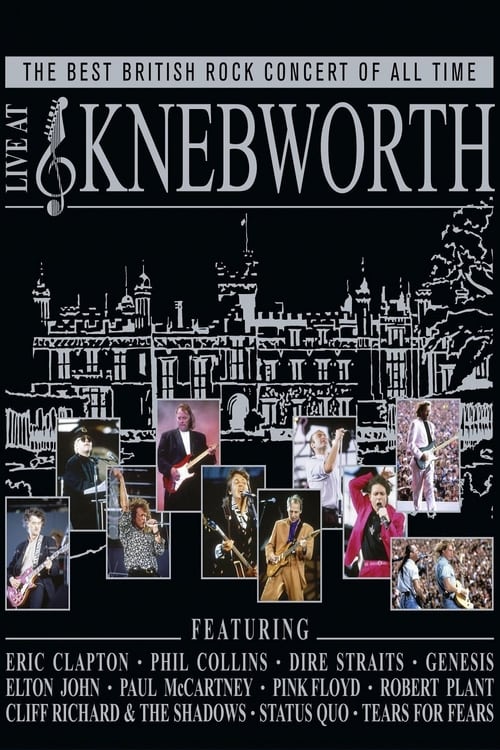 THE BEST BRITISH ROCK CONCERT OF ALL TIME
LIVE AT
KNEBWORTH
FEATURING
ERIC CLAPTON · PHIL COLLINS · DIRE STRAITS · GENESIS
ELTON JOHN · PAUL McCARTNEY · PINK FLOYD · ROBERT PLANT
CLIFF RICHARD & THE SHADOWS · STATUS QUO · TEARS FOR FEARS